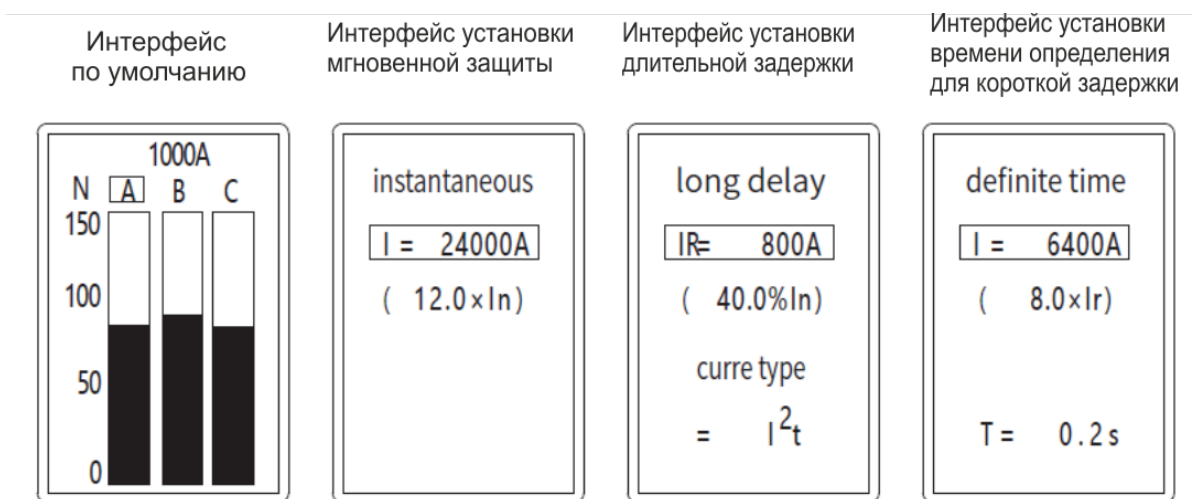 Интерфейс
по умолчанию
Интерфейс установки
мгновенной защиты
Интерфейс установки
длительной задержки
Интерфейс установки
времени определения
для короткой задержки
1000A
N A B C
150
100
50
0
instantaneous
I = 24000A
( 12.0×In)
long delay
IR= 800A
( 40.0%In)
curre type
= I²t
definite time
I = 6400A
( 8.0×Ir)
T = 0.2 s